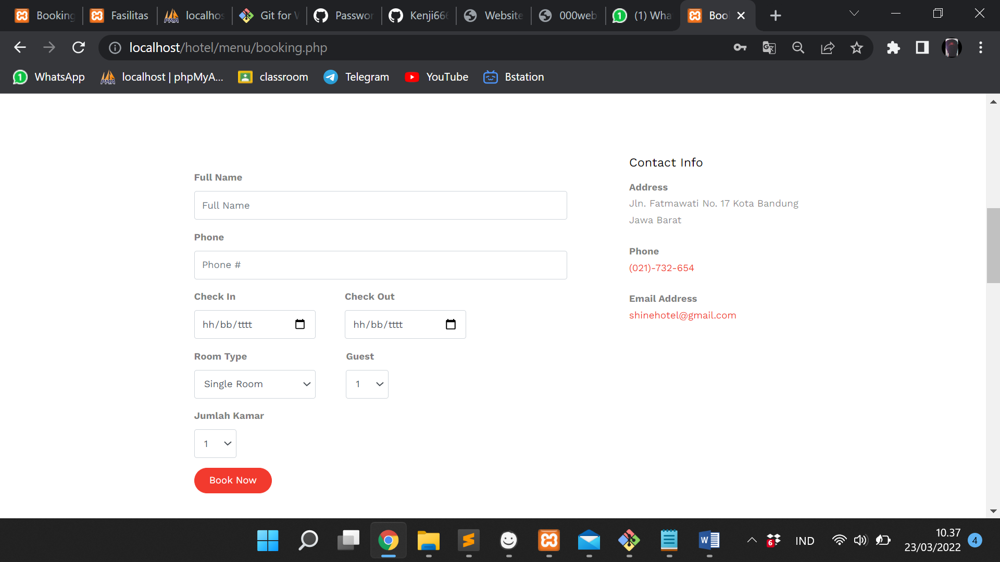 Booking
Fasilitas
localhos
Git for W
Passwor
Kenji666
Website
000web
(1) Wha
Boo
localhost/hotel/menu/booking.php
WhatsApp
localhost | phpMyA...
classroom
Telegram
YouTube
Bstation
Full Name
Full Name
Phone
Phone #
Check In
Check Out
hh/bb/tttt
hh/bb/tttt
Room Type
Guest
Single Room
1
Jumlah Kamar
1
Book Now
Contact Info
Address
Jln. Fatmawati No. 17 Kota Bandung
Jawa Barat
Phone
(021)-732-654
Email Address
shinehotel@gmail.com
6
IND
10.37
23/03/2022
4